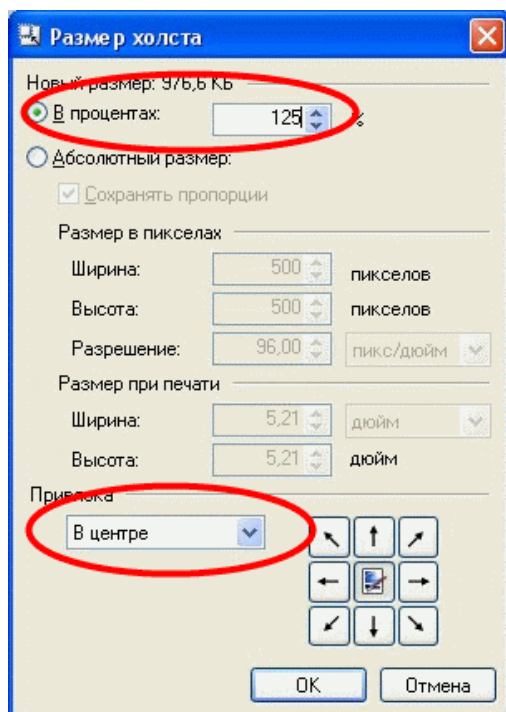 Размер холста
Новый размер: 976,6 КБ
В процентах: 125 %
Абсолютный размер:
Сохранять пропорции
Размер в пикселах
Ширина: 500 пикселов
Высота: 500 пикселов
Разрешение: 96,00 пикс/дюйм
Размер при печати
Ширина: 5,21 дюйм
Высота: 5,21 дюйм
Привязка
В центре
OK Отмена